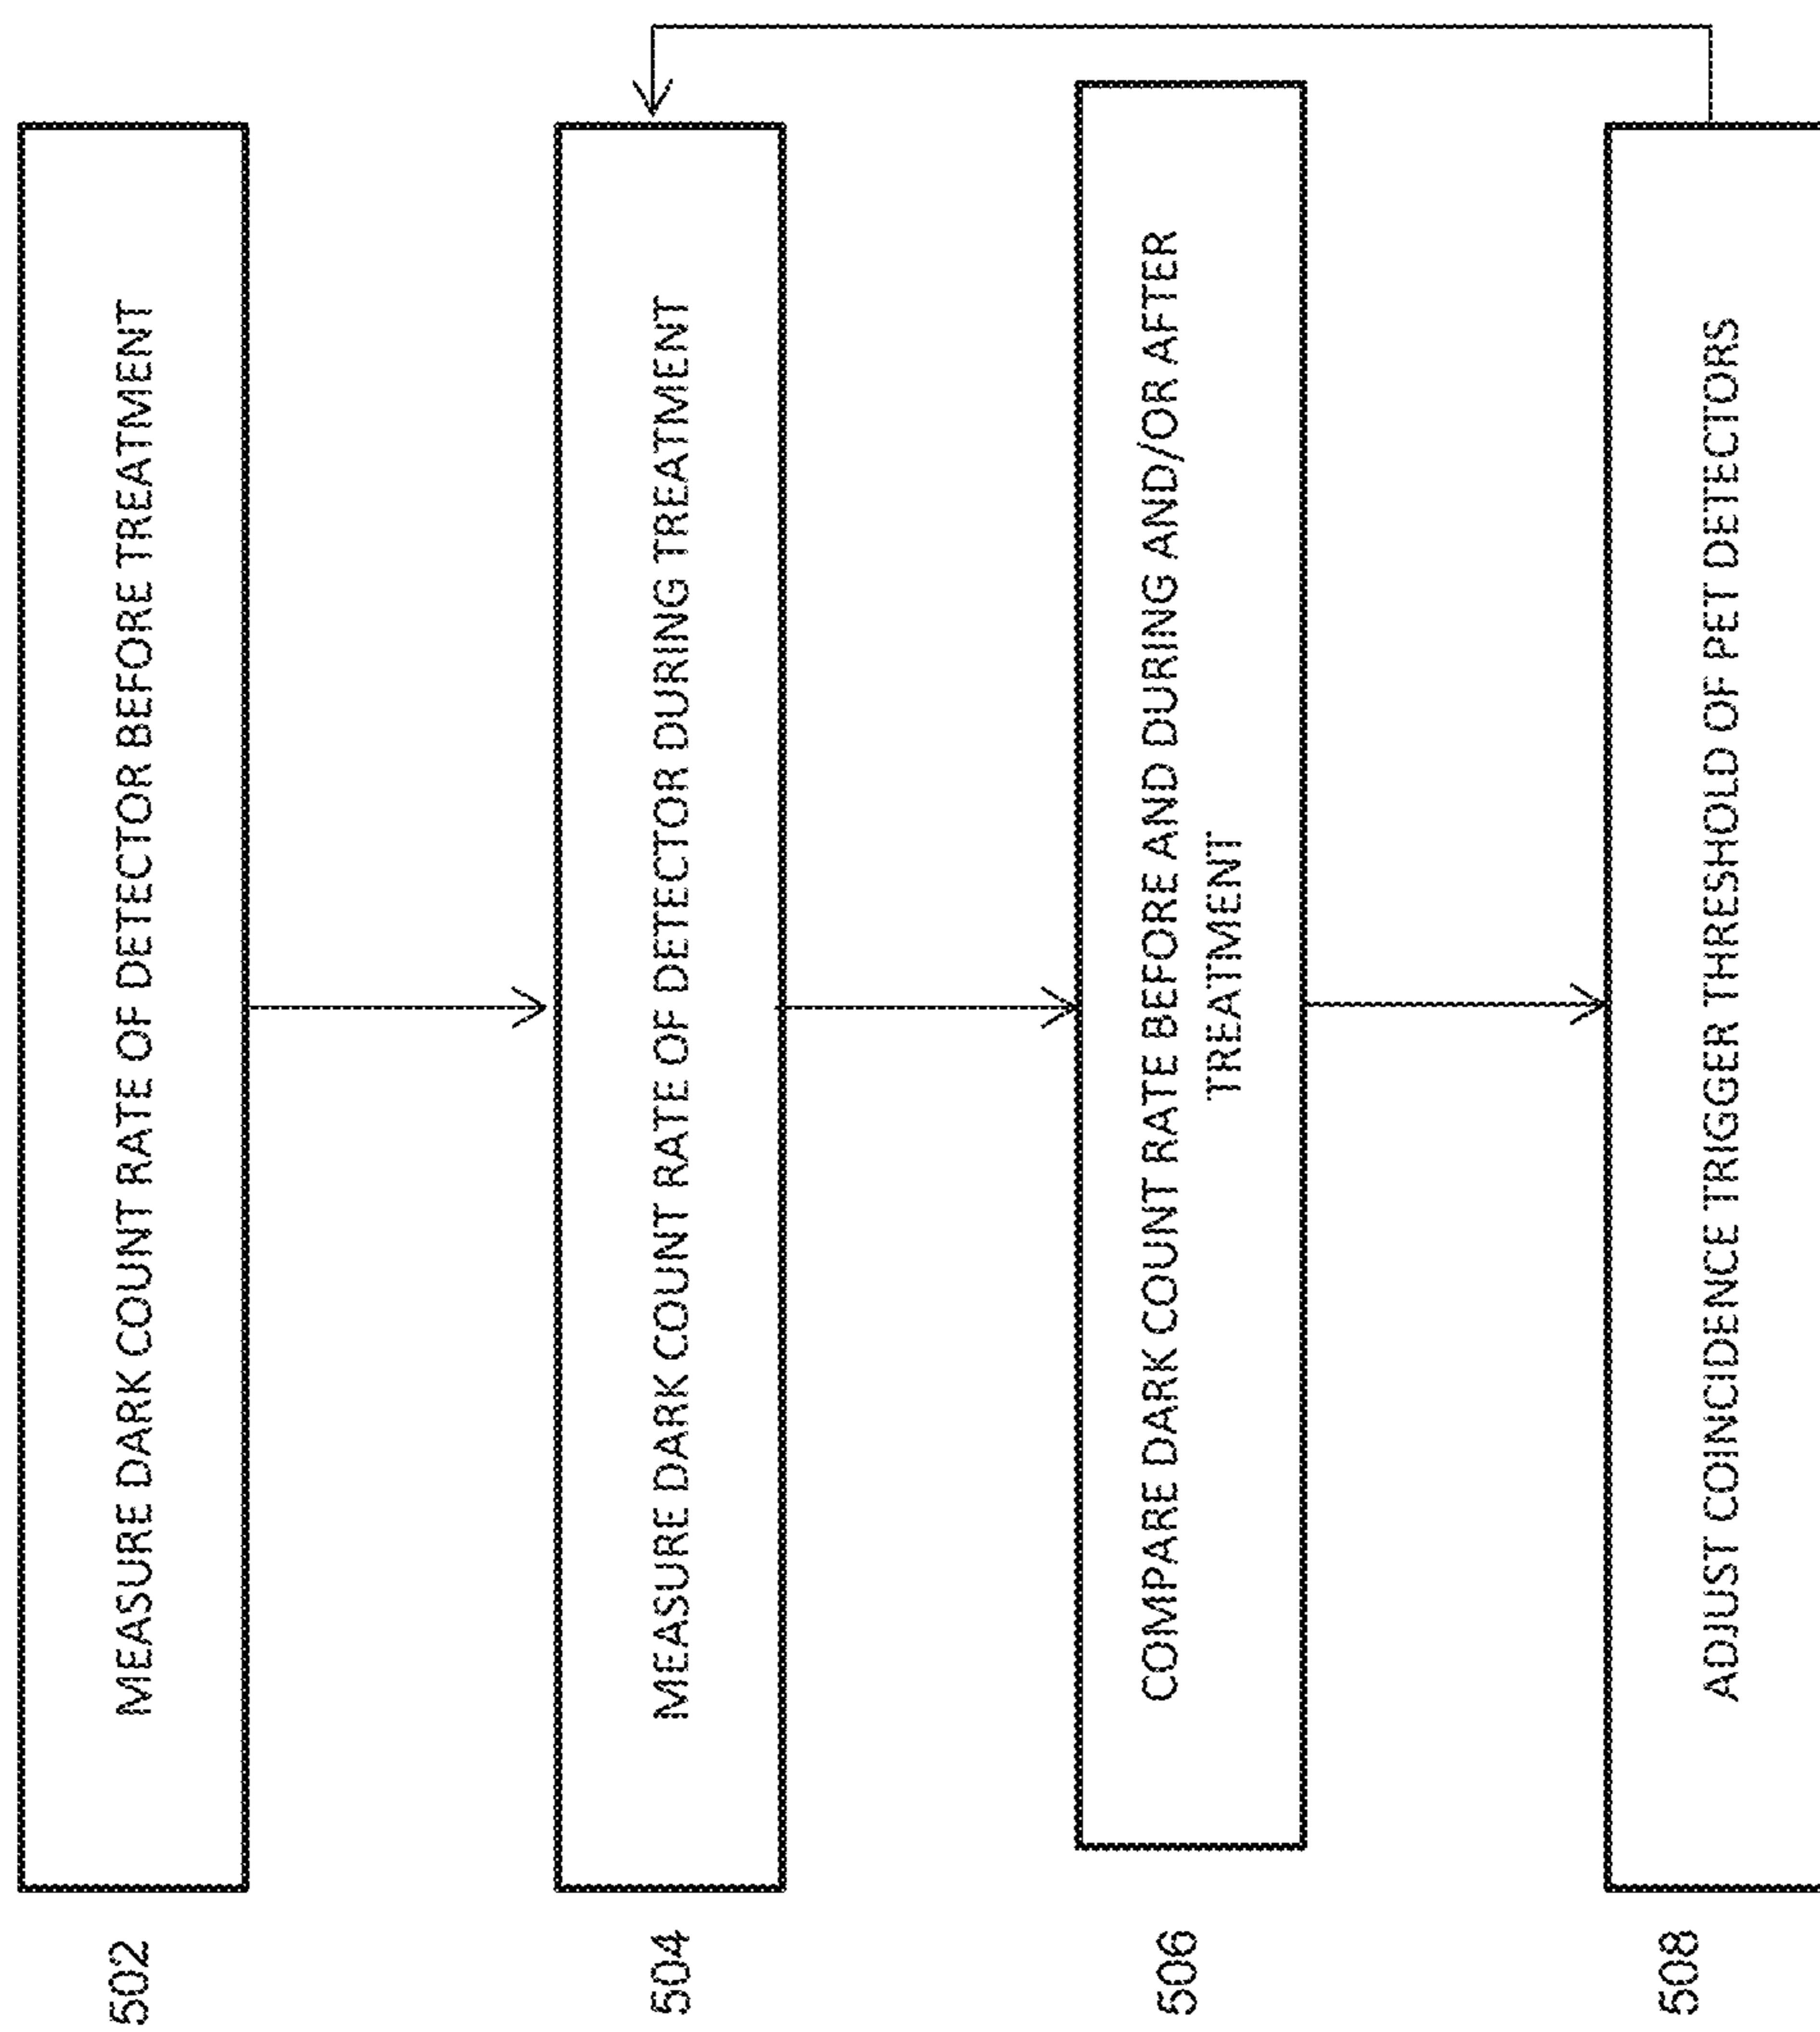 502
MEASURE DARK COUNT RATE OF DETECTOR BEFORE TREATMENT
504
MEASURE DARK COUNT RATE OF DETECTOR DURING TREATMENT
506
COMPARE DARK COUNT RATE BEFORE AND DURING AND/OR AFTER
TREATMENT
508
ADJUST COINCIDENCE TRIGGER THRESHOLD OF PET DETECTORS